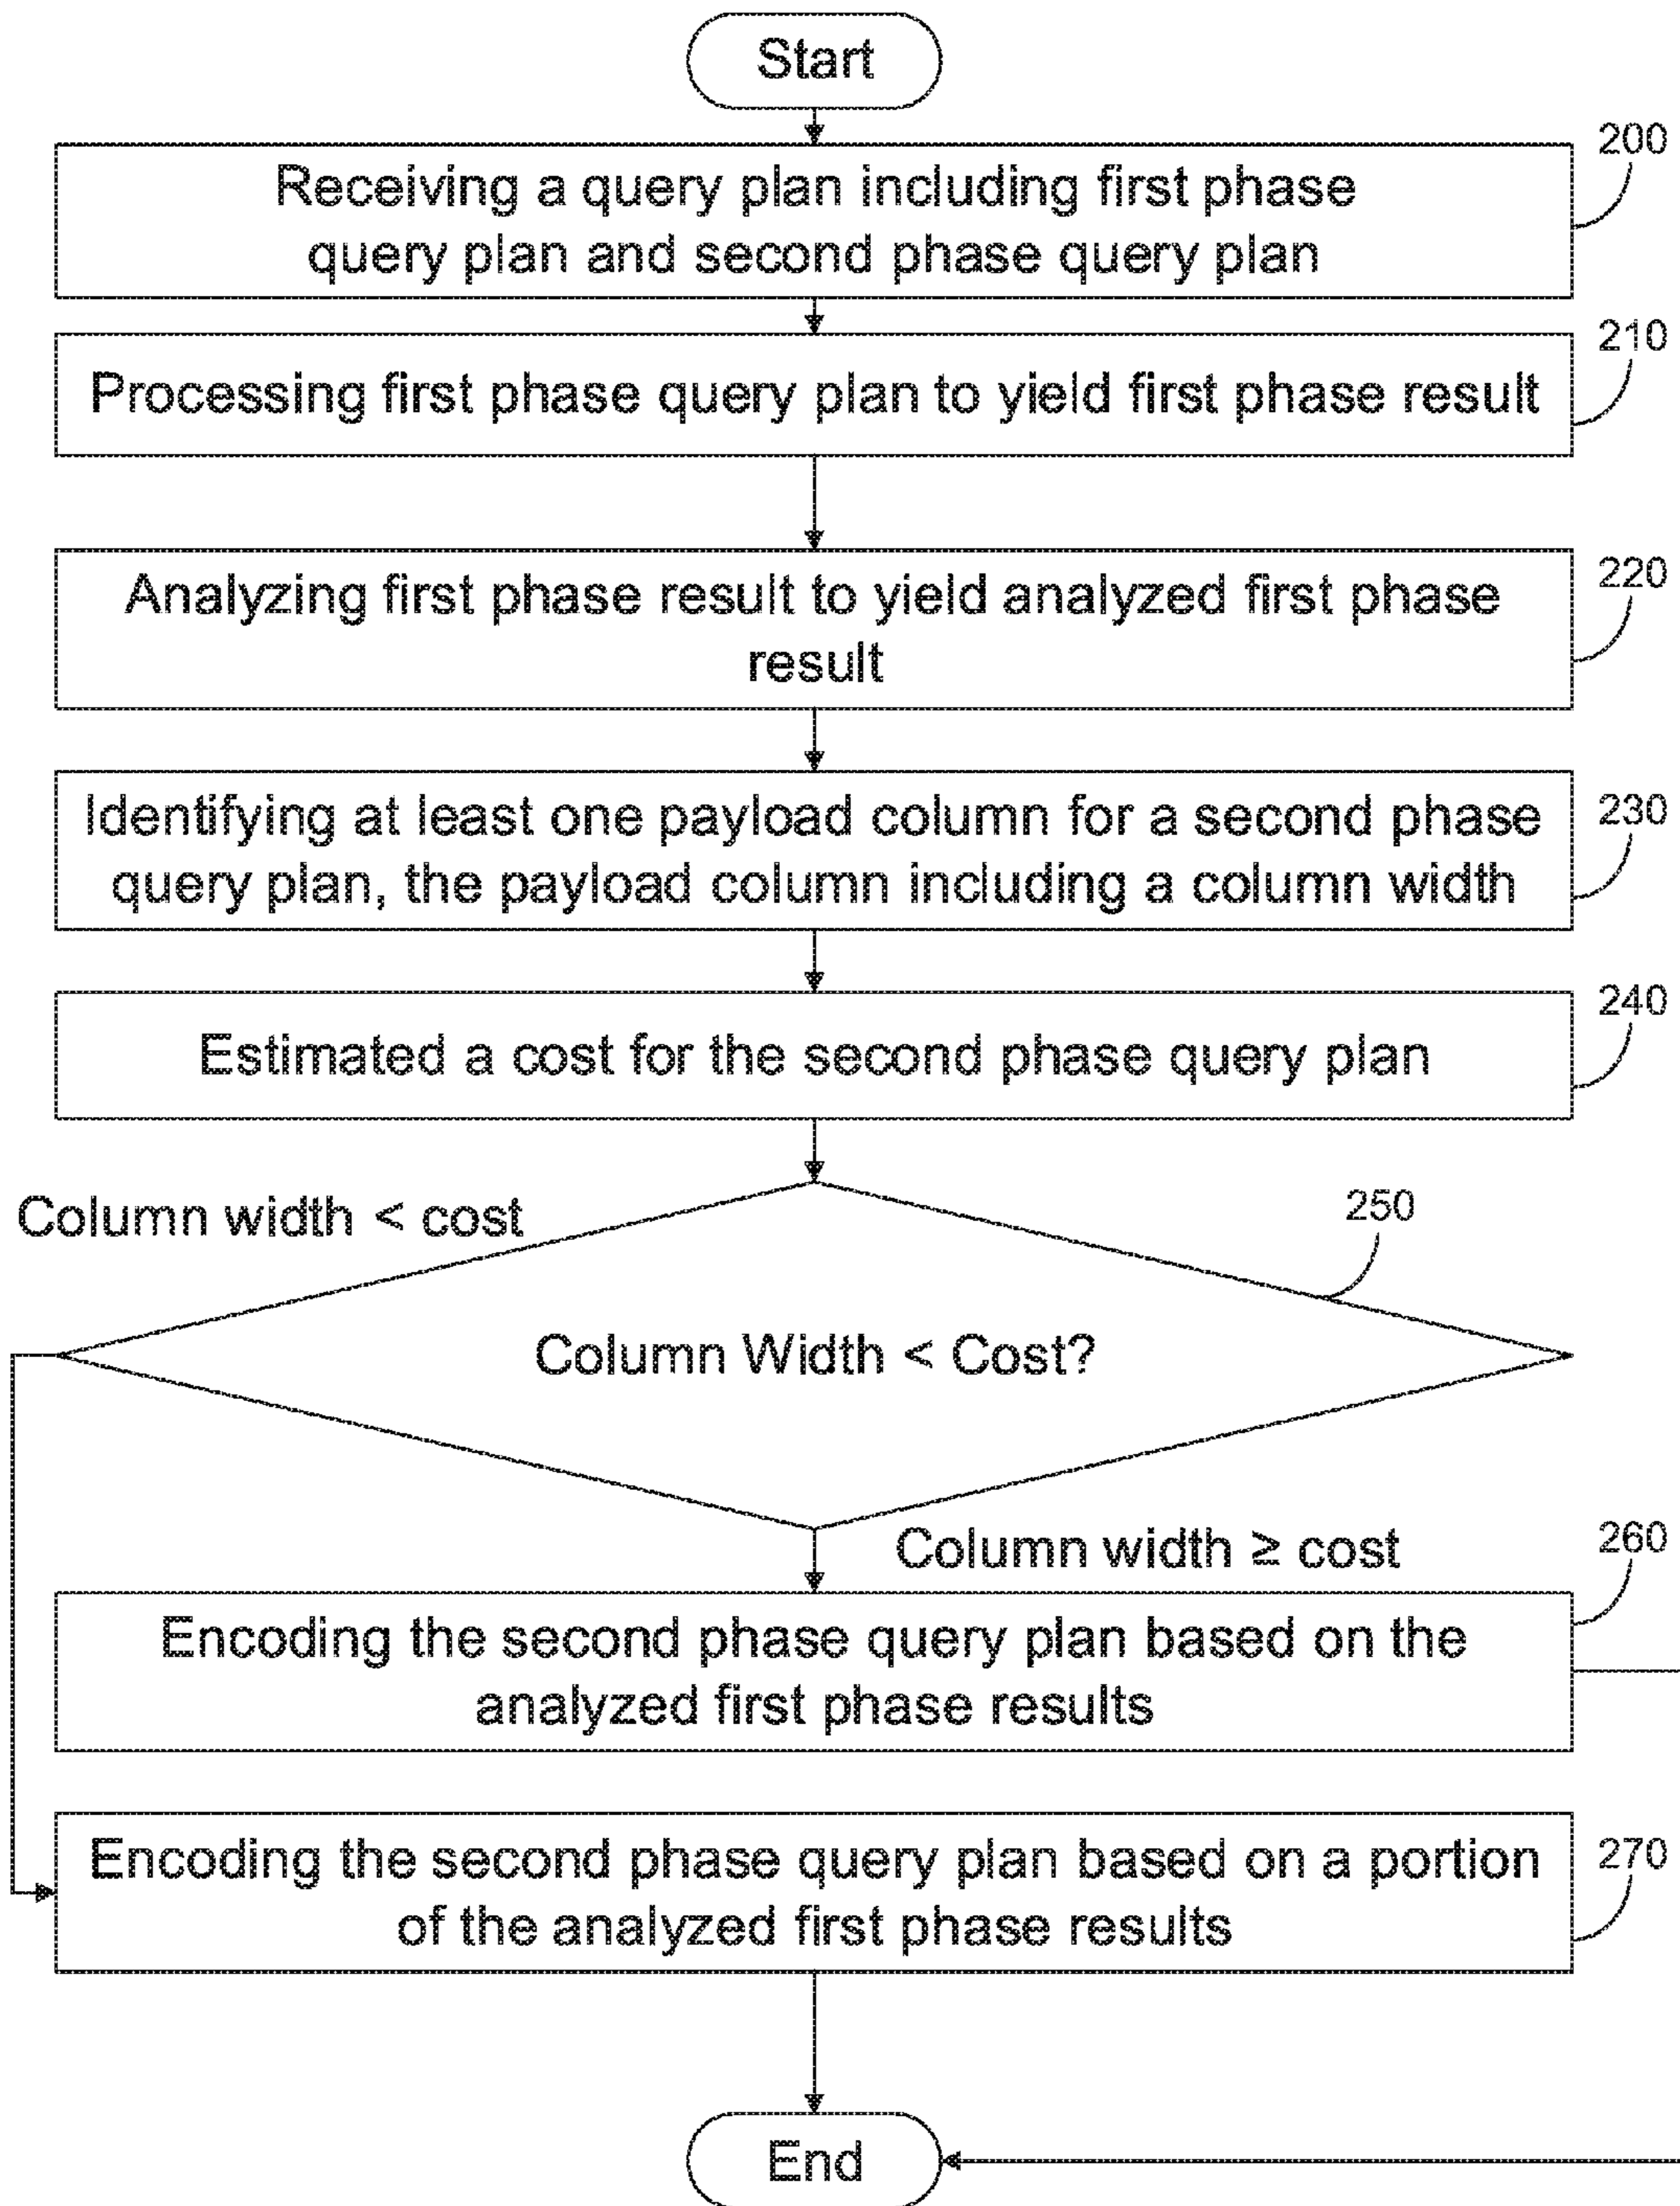 Start
200
Receiving a query plan including first phase
query plan and second phase query plan
210
Processing first phase query plan to yield first phase result
220
Analyzing first phase result to yield analyzed first phase
result
230
Identifying at least one payload column for a second phase
query plan, the payload column including a column width
240
Estimated a cost for the second phase query plan
Column width < cost
250
Column Width < Cost?
Column width ≥ cost
260
Encoding the second phase query plan based on the
analyzed first phase results
270
Encoding the second phase query plan based on a portion
of the analyzed first phase results
End